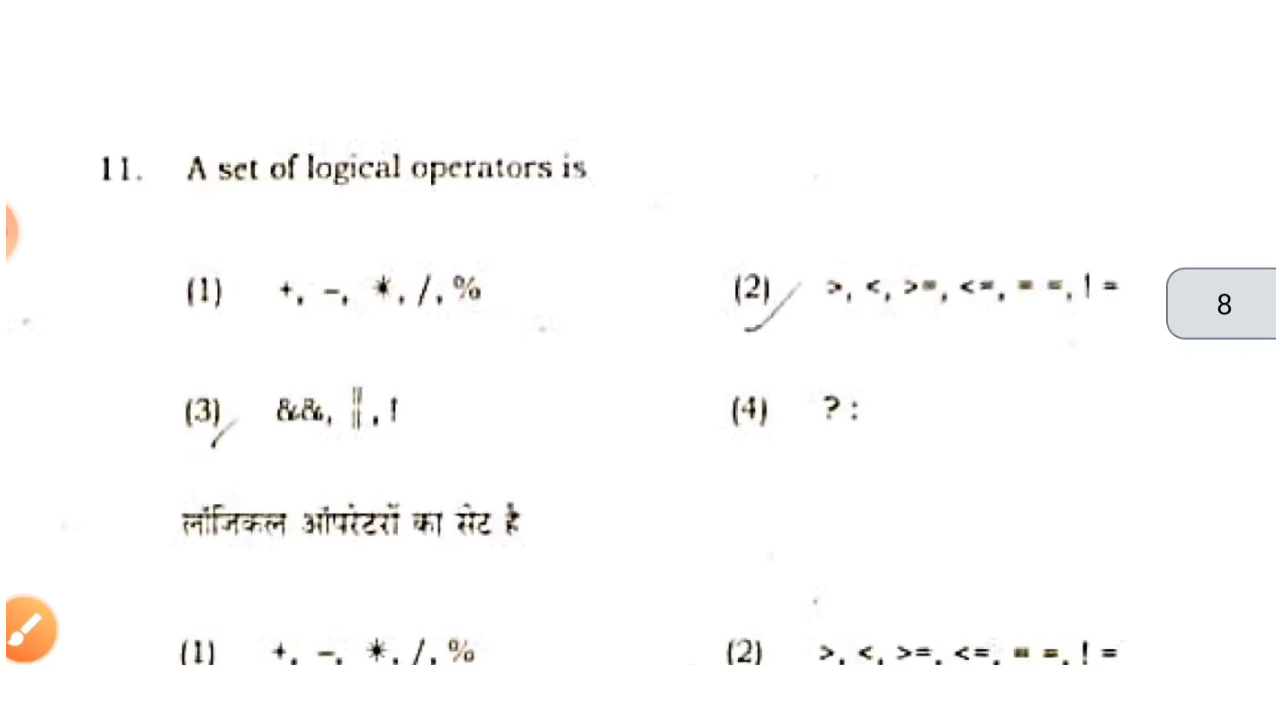 11. A set of logical operators is
(1) +, −, *, /, % (2) >, <, >=, <=, = =, ! =
8
(3) &&, ||, ! (4) ? :
लॉजिकल ऑपरेटरों का सेट है
(1) +, −, *, /, % (2) >, <, >=, <=, = =, ! =